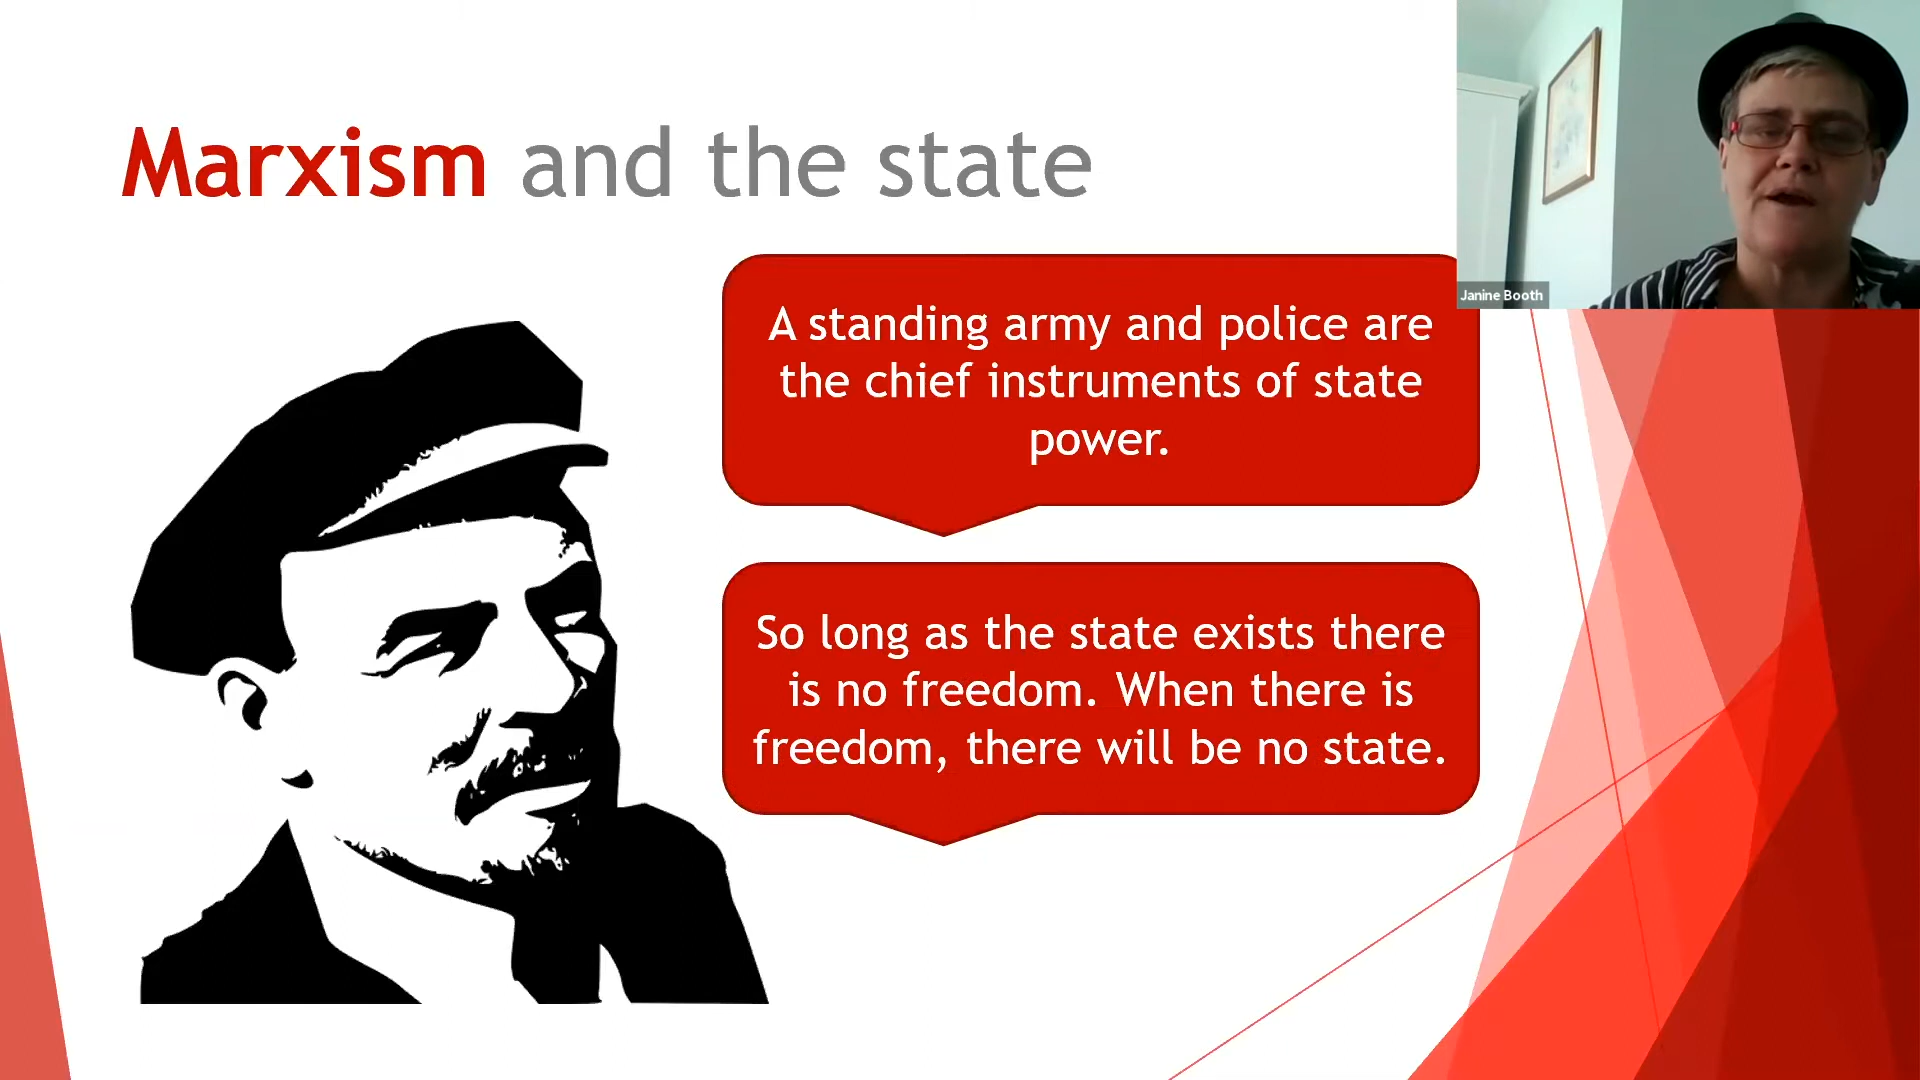 Marxism and the state
A standing army and police are
the chief instruments of state
power.
So long as the state exists there
is no freedom. When there is
freedom, there will be no state.
Janine Booth